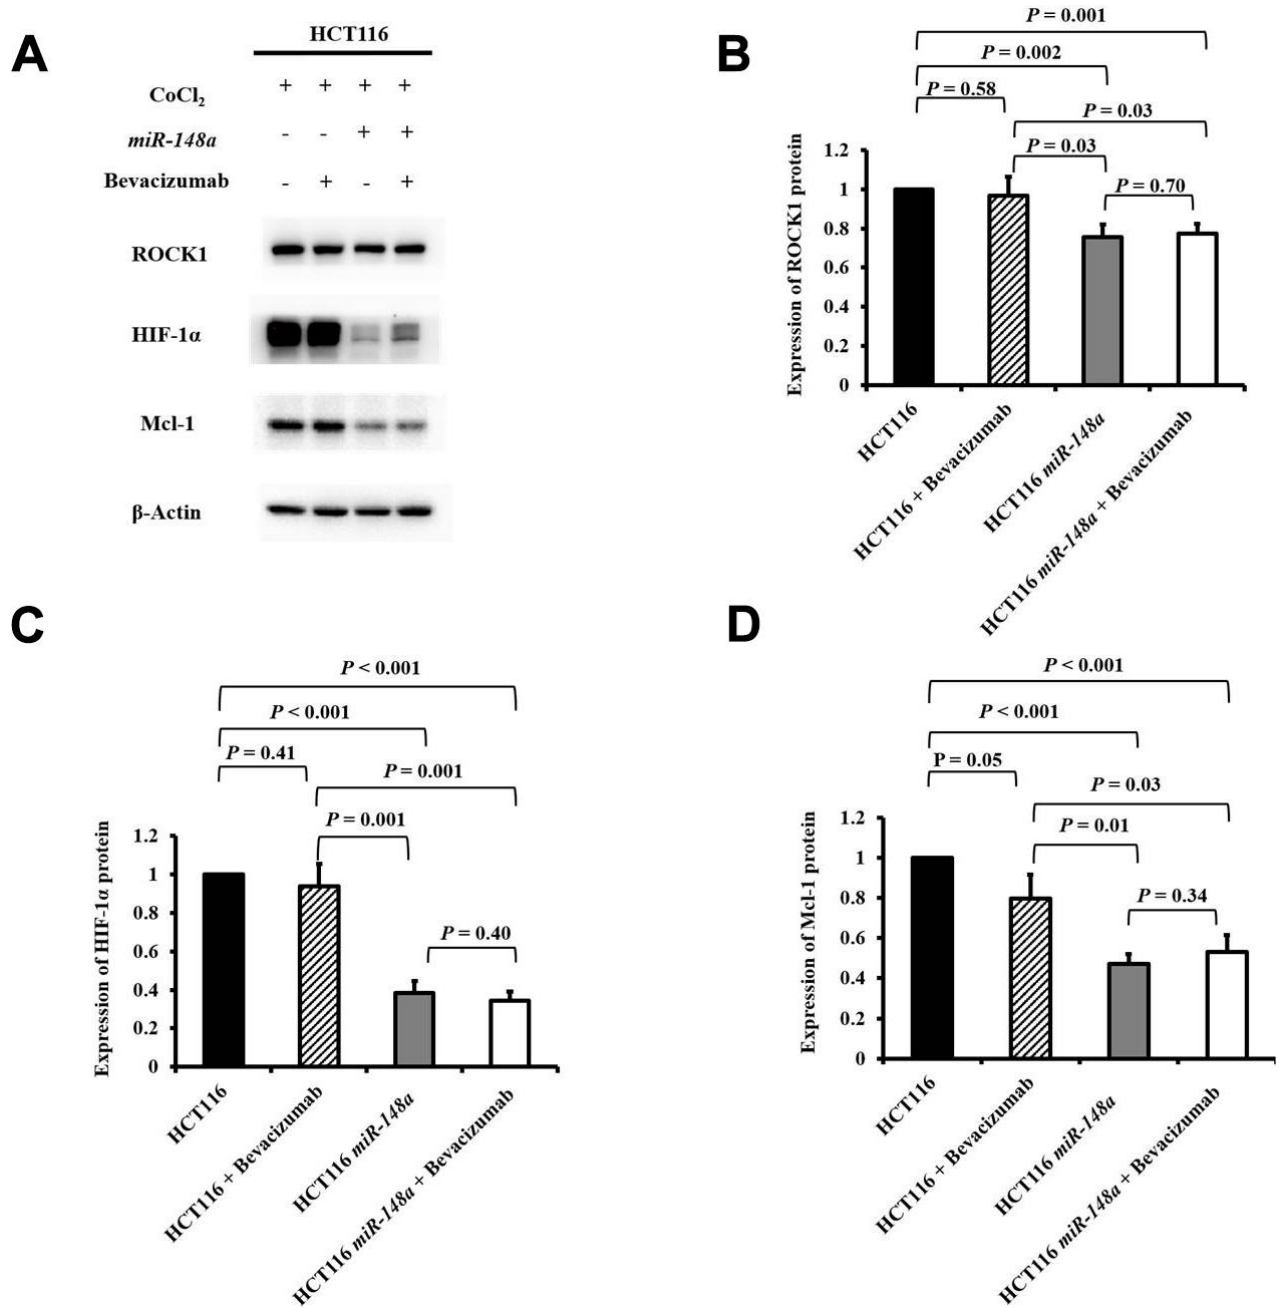 A
HCT116
CoCl2 + + + +
miR-148a - - + +
Bevacizumab - + - +
ROCK1
HIF-1α
Mcl-1
β-Actin
B
P = 0.001
P = 0.002
P = 0.58
P = 0.03
P = 0.03
P = 0.70
Expression of ROCK1 protein
1.2
1
0.8
0.6
0.4
0.2
0
HCT116
HCT116 + Bevacizumab
HCT116 miR-148a
HCT116 miR-148a + Bevacizumab
C
P < 0.001
P < 0.001
P = 0.41
P = 0.001
P = 0.001
P = 0.40
Expression of HIF-1α protein
1.2
1
0.8
0.6
0.4
0.2
0
HCT116
HCT116 + Bevacizumab
HCT116 miR-148a
HCT116 miR-148a + Bevacizumab
D
P < 0.001
P < 0.001
P = 0.05
P = 0.03
P = 0.01
P = 0.34
Expression of Mcl-1 protein
1.2
1
0.8
0.6
0.4
0.2
0
HCT116
HCT116 + Bevacizumab
HCT116 miR-148a
HCT116 miR-148a + Bevacizumab